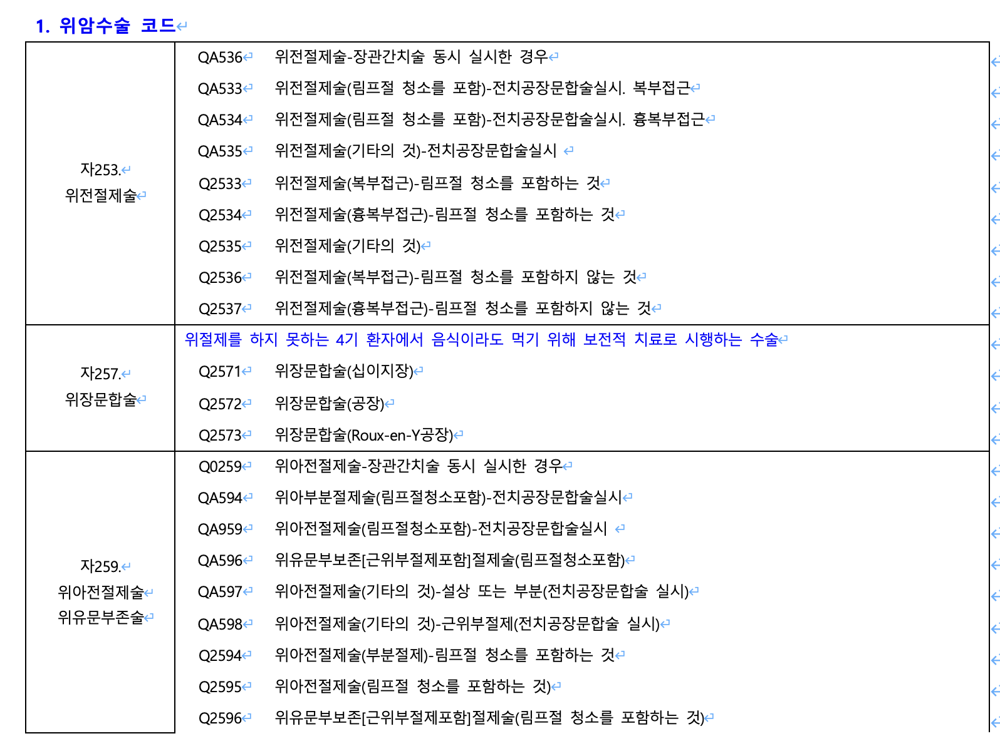 1. 위암수술 코드
자253.
위전절제술
QA536 위전절제술-장관간치술 동시 실시한 경우
QA533 위전절제술(림프절 청소를 포함)-전치공장문합술실시. 복부접근
QA534 위전절제술(림프절 청소를 포함)-전치공장문합술실시. 흉복부접근
QA535 위전절제술(기타의 것)-전치공장문합술실시
Q2533 위전절제술(복부접근)-림프절 청소를 포함하는 것
Q2534 위전절제술(흉복부접근)-림프절 청소를 포함하는 것
Q2535 위전절제술(기타의 것)
Q2536 위전절제술(복부접근)-림프절 청소를 포함하지 않는 것
Q2537 위전절제술(흉복부접근)-림프절 청소를 포함하지 않는 것
자257.
위장문합술
위절제를 하지 못하는 4기 환자에서 음식이라도 먹기 위해 보전적 치료로 시행하는 수술
Q2571 위장문합술(십이지장)
Q2572 위장문합술(공장)
Q2573 위장문합술(Roux-en-Y공장)
자259.
위아전절제술
위유문부존술
Q0259 위아전절제술-장관간치술 동시 실시한 경우
QA594 위아부분절제술(림프절청소포함)-전치공장문합술실시
QA959 위아전절제술(림프절청소포함)-전치공장문합술실시
QA596 위유문부보존[근위부절제포함]절제술(림프절청소포함)
QA597 위아전절제술(기타의 것)-설상 또는 부분(전치공장문합술 실시)
QA598 위아전절제술(기타의 것)-근위부절제(전치공장문합술 실시)
Q2594 위아전절제술(부분절제)-림프절 청소를 포함하는 것
Q2595 위아전절제술(림프절 청소를 포함하는 것)
Q2596 위유문부보존[근위부절제포함]절제술(림프절 청소를 포함하는 것)